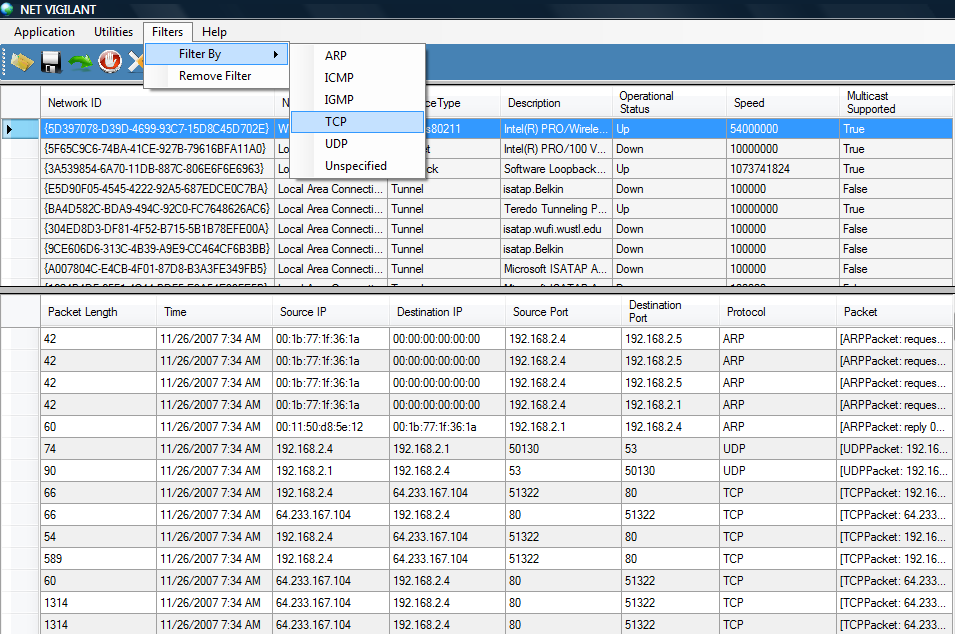 NET VIGILANT
Application Utilities Filters Help
Filter By
Remove Filter
ARP
ICMP
IGMP
TCP
UDP
Unspecified
Network ID Description Operational Status Speed Multicast Supported
{5D397078-D39D-4699-93C7-15D8C45D702E} Intel(R) PRO/Wirele... Up 54000000 True
{5F65C9C6-74BA-41CE-927B-79616BFA11A0} Intel(R) PRO/100 V... Down 10000000 True
{3A539854-6A70-11DB-887C-806E6F6E6963} Software Loopback... Up 1073741824 True
{E5D90F05-4545-4222-92A5-687EDCE0C7BA} Local Area Connecti... Tunnel isatap.Belkin Down 100000 False
{BA4D582C-BDA9-494C-92C0-FC7648626AC6} Local Area Connecti... Tunnel Teredo Tunneling P... Up 10000000 True
{304ED8D3-DF81-4F52-B715-5B1B78EFE00A} Local Area Connecti... Tunnel isatap.wufi.wustl.edu Down 100000 False
{9CE606D6-313C-4B39-A9E9-CC464CF6B3BB} Local Area Connecti... Tunnel isatap.Belkin Down 100000 False
{A007804C-E4CB-4F01-87D8-B3A3FE349FB5} Local Area Connecti... Tunnel Microsoft ISATAP A... Down 100000 False
Packet Length Time Source IP Destination IP Source Port Destination Port Protocol Packet
42 11/26/2007 7:34 AM 00:1b:77:1f:36:1a 00:00:00:00:00:00 192.168.2.4 192.168.2.5 ARP [ARPPacket: reques...
42 11/26/2007 7:34 AM 00:1b:77:1f:36:1a 00:00:00:00:00:00 192.168.2.4 192.168.2.5 ARP [ARPPacket: reques...
42 11/26/2007 7:34 AM 00:1b:77:1f:36:1a 00:00:00:00:00:00 192.168.2.4 192.168.2.5 ARP [ARPPacket: reques...
42 11/26/2007 7:34 AM 00:1b:77:1f:36:1a 00:00:00:00:00:00 192.168.2.4 192.168.2.1 ARP [ARPPacket: reques...
60 11/26/2007 7:34 AM 00:11:50:d8:5e:12 00:1b:77:1f:36:1a 192.168.2.1 192.168.2.4 ARP [ARPPacket: reply 0...
74 11/26/2007 7:34 AM 192.168.2.4 192.168.2.1 50130 53 UDP [UDPPacket: 192.16...
90 11/26/2007 7:34 AM 192.168.2.1 192.168.2.4 53 50130 UDP [UDPPacket: 192.16...
66 11/26/2007 7:34 AM 192.168.2.4 64.233.167.104 51322 80 TCP [TCPPacket: 192.16...
66 11/26/2007 7:34 AM 64.233.167.104 192.168.2.4 80 51322 TCP [TCPPacket: 64.233...
54 11/26/2007 7:34 AM 192.168.2.4 64.233.167.104 51322 80 TCP [TCPPacket: 192.16...
589 11/26/2007 7:34 AM 192.168.2.4 64.233.167.104 51322 80 TCP [TCPPacket: 192.16...
60 11/26/2007 7:34 AM 64.233.167.104 192.168.2.4 80 51322 TCP [TCPPacket: 64.233...
1314 11/26/2007 7:34 AM 64.233.167.104 192.168.2.4 80 51322 TCP [TCPPacket: 64.233...
1314 11/26/2007 7:34 AM 64.233.167.104 192.168.2.4 80 51322 TCP [TCPPacket: 64.233...